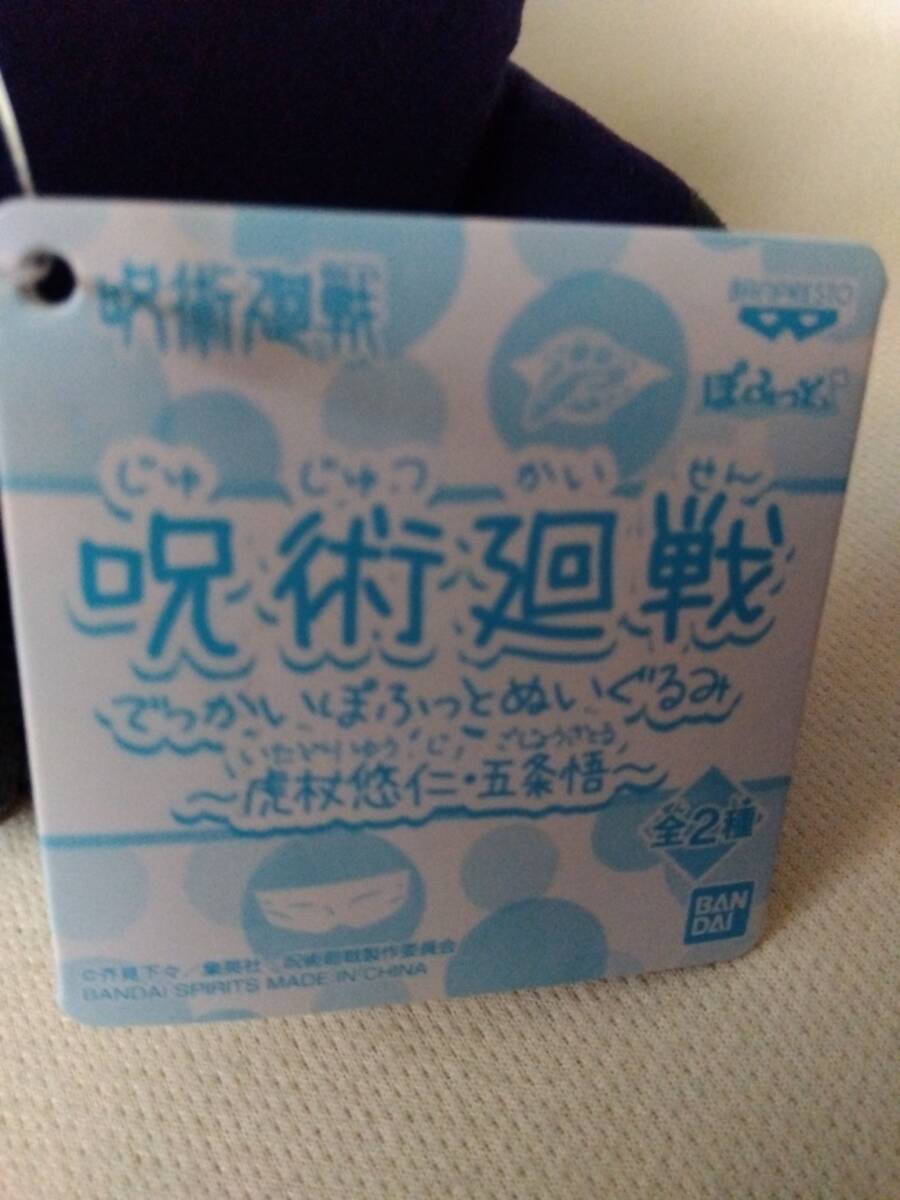 呪術廻戦
BANPRESTO
ぽふっと。
じゅ じゅつ かい せん
呪術廻戦
でっかいぽふっとぬいぐるみ
いたどりゆうじ ごじょうさとる
～虎杖悠仁・五条悟～
全2種
BAN
DAI
©芥見下々／集英社・呪術廻戦製作委員会
BANDAI SPIRITS MADE IN CHINA